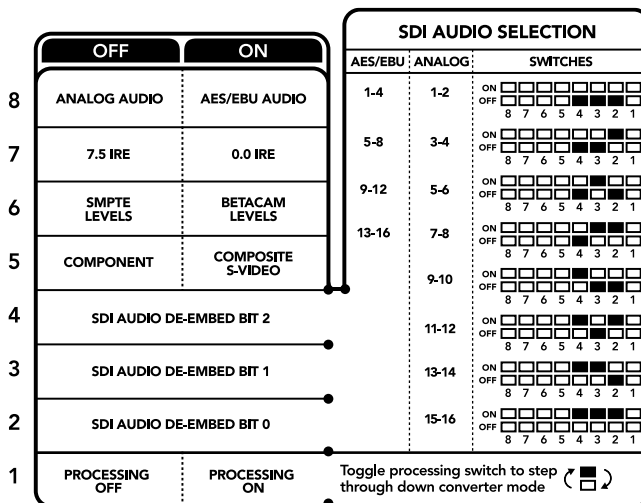 OFF ON
8 ANALOG AUDIO AES/EBU AUDIO
7 7.5 IRE 0.0 IRE
6 SMPTE LEVELS BETACAM LEVELS
5 COMPONENT COMPOSITE S-VIDEO
4 SDI AUDIO DE-EMBED BIT 2
3 SDI AUDIO DE-EMBED BIT 1
2 SDI AUDIO DE-EMBED BIT 0
1 PROCESSING OFF PROCESSING ON
SDI AUDIO SELECTION
AES/EBU ANALOG SWITCHES
1-4 1-2 ON
OFF
8 7 6 5 4 3 2 1
5-8 3-4 ON
OFF
8 7 6 5 4 3 2 1
9-12 5-6 ON
OFF
8 7 6 5 4 3 2 1
13-16 7-8 ON
OFF
8 7 6 5 4 3 2 1
9-10 ON
OFF
8 7 6 5 4 3 2 1
11-12 ON
OFF
8 7 6 5 4 3 2 1
13-14 ON
OFF
8 7 6 5 4 3 2 1
15-16 ON
OFF
8 7 6 5 4 3 2 1
Toggle processing switch to step
through down converter mode